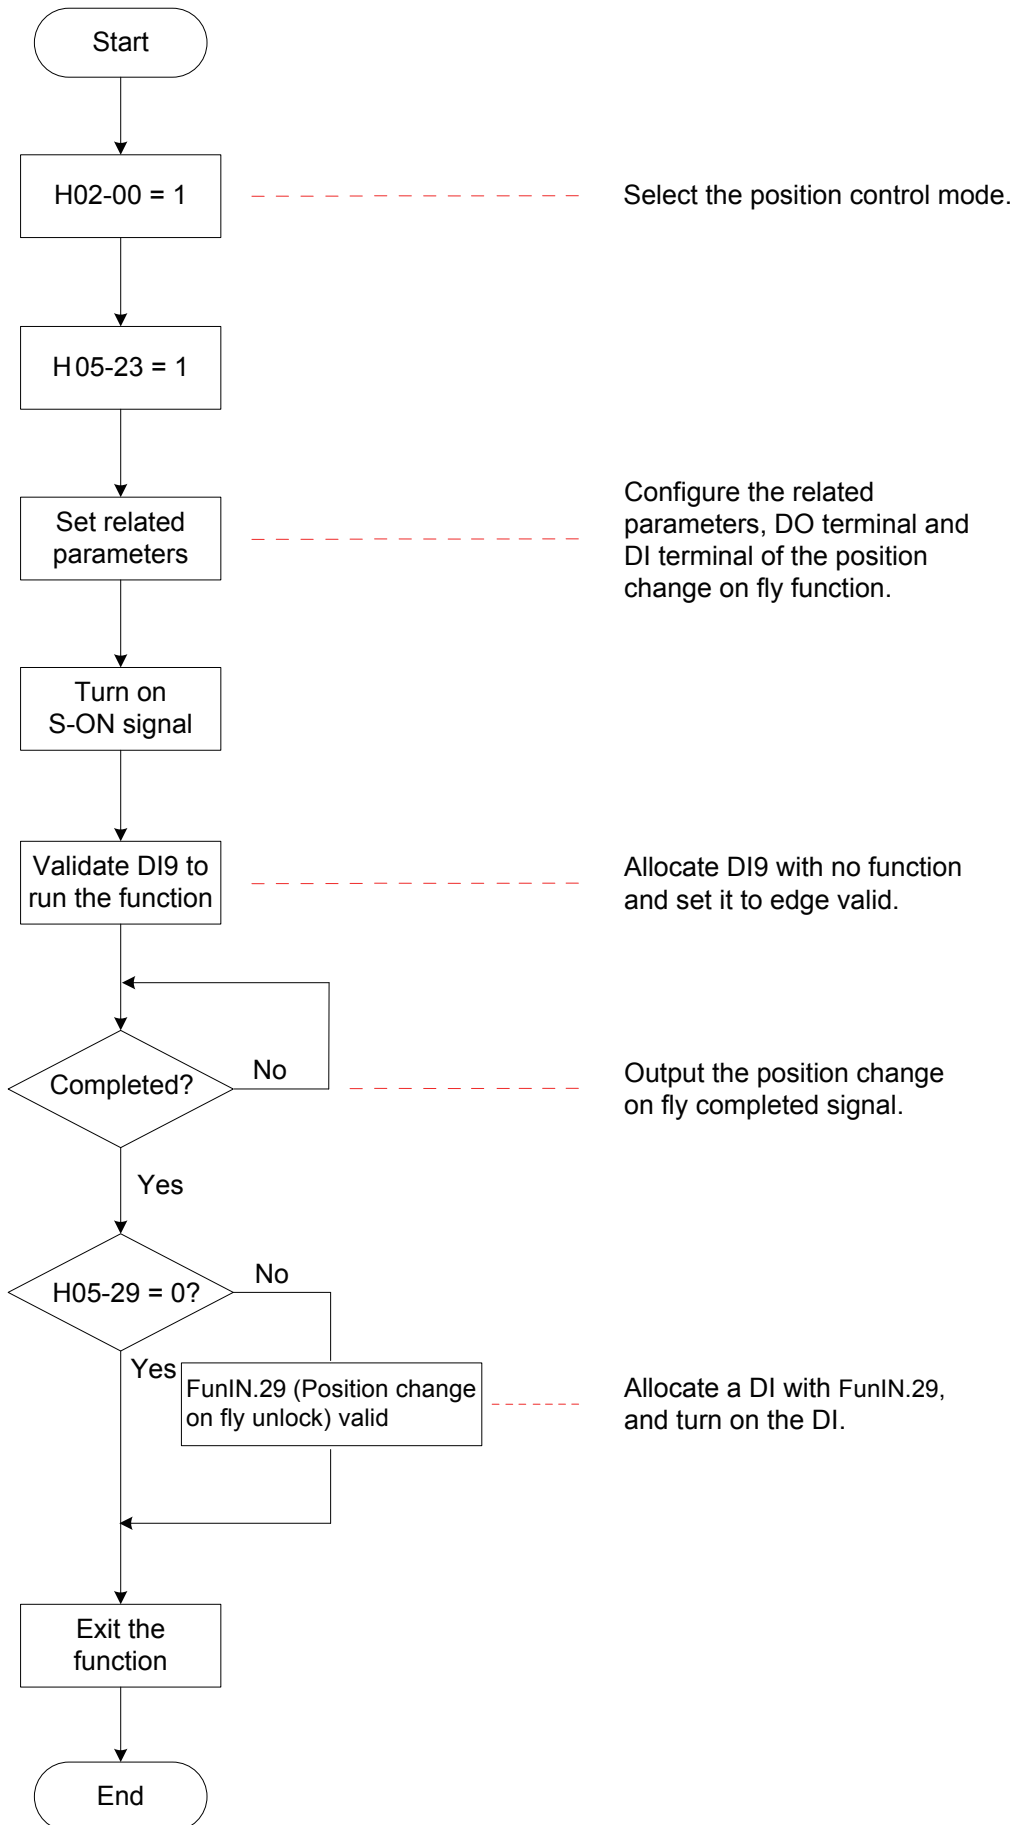 Start
H02-00 = 1
Select the position control mode.
H05-23 = 1
Set related
parameters
Configure the related
parameters, DO terminal and
DI terminal of the position
change on fly function.
Turn on
S-ON signal
Validate DI9 to
run the function
Allocate DI9 with no function
and set it to edge valid.
Completed?
No
Output the position change
on fly completed signal.
Yes
H05-29 = 0?
No
Yes
FunIN.29 (Position change
on fly unlock) valid
Allocate a DI with FunIN.29,
and turn on the DI.
Exit the
function
End